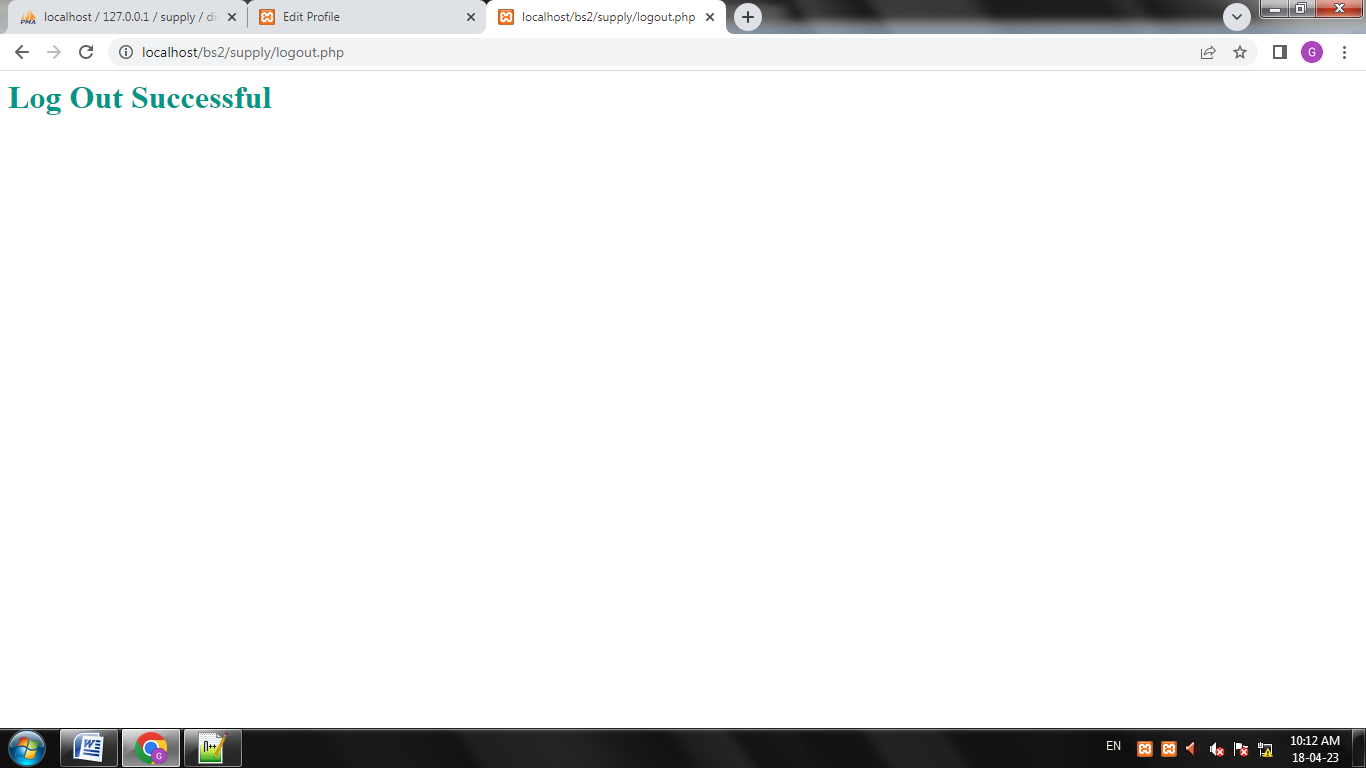 localhost / 127.0.0.1 / supply / di
Edit Profile
localhost/bs2/supply/logout.php
localhost/bs2/supply/logout.php
G
Log Out Successful
EN
10:12 AM
18-04-23